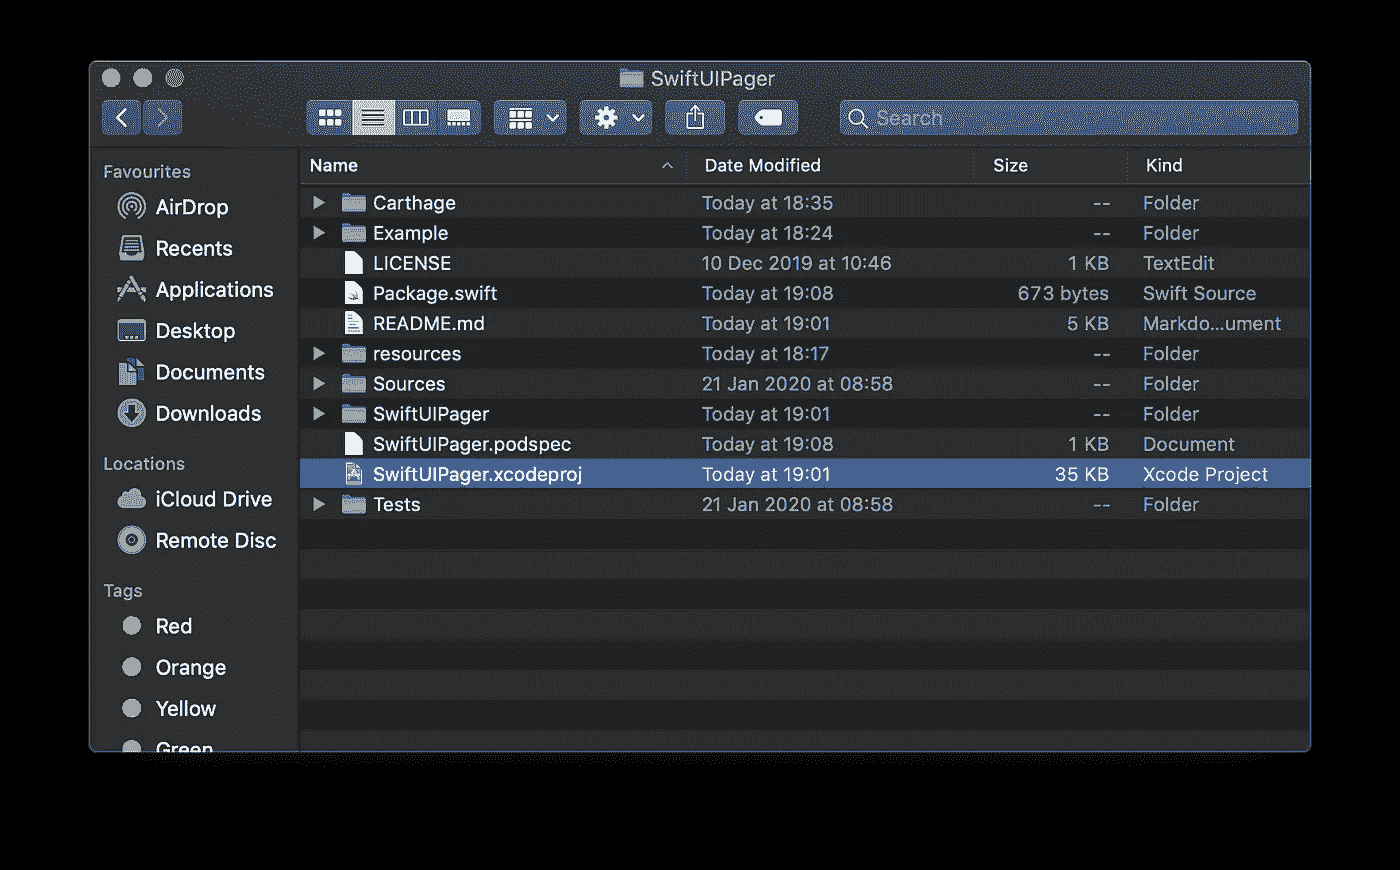 SwiftUIPager
Search
Favourites
AirDrop
Recents
Applications
Desktop
Documents
Downloads
Locations
iCloud Drive
Remote Disc
Tags
Red
Orange
Yellow
Green
Name Date Modified Size Kind
Carthage Today at 18:35 -- Folder
Example Today at 18:24 -- Folder
LICENSE 10 Dec 2019 at 10:46 1 KB TextEdit
Package.swift Today at 19:08 673 bytes Swift Source
README.md Today at 19:01 5 KB Markdo...ument
resources Today at 18:17 -- Folder
Sources 21 Jan 2020 at 08:58 -- Folder
SwiftUIPager Today at 19:01 -- Folder
SwiftUIPager.podspec Today at 19:08 1 KB Document
SwiftUIPager.xcodeproj Today at 19:01 35 KB Xcode Project
Tests 21 Jan 2020 at 08:58 -- Folder